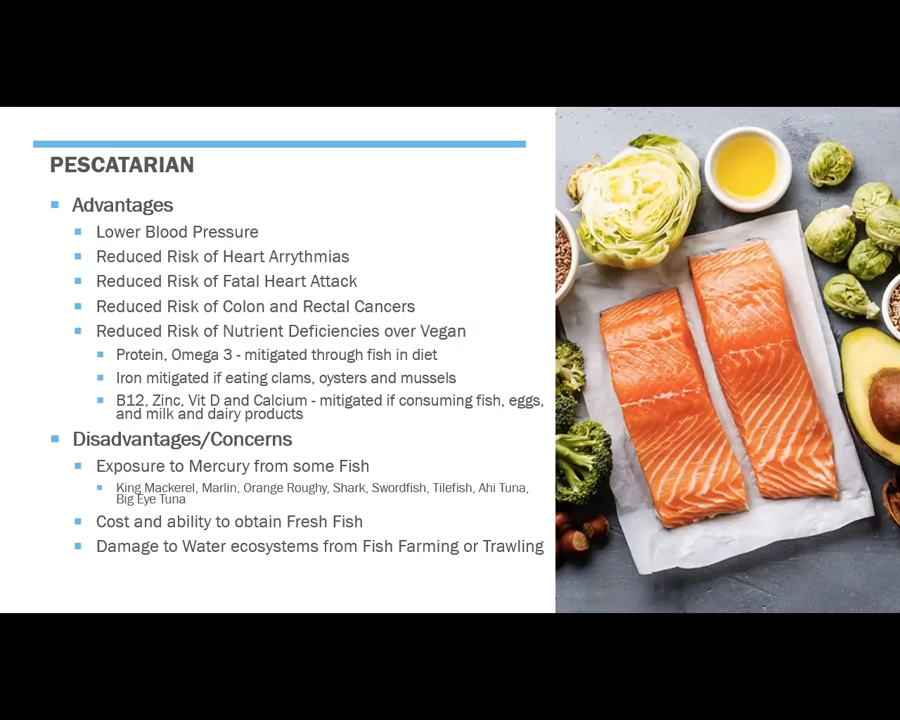 PESCATARIAN
Advantages
Lower Blood Pressure
Reduced Risk of Heart Arrythmias
Reduced Risk of Fatal Heart Attack
Reduced Risk of Colon and Rectal Cancers
Reduced Risk of Nutrient Deficiencies over Vegan
Protein, Omega 3 - mitigated through fish in diet
Iron mitigated if eating clams, oysters and mussels
B12, Zinc, Vit D and Calcium - mitigated if consuming fish, eggs,
and milk and dairy products
Disadvantages/Concerns
Exposure to Mercury from some Fish
King Mackerel, Marlin, Orange Roughy, Shark, Swordfish, Tilefish, Ahi Tuna,
Big Eye Tuna
Cost and ability to obtain Fresh Fish
Damage to Water ecosystems from Fish Farming or Trawling